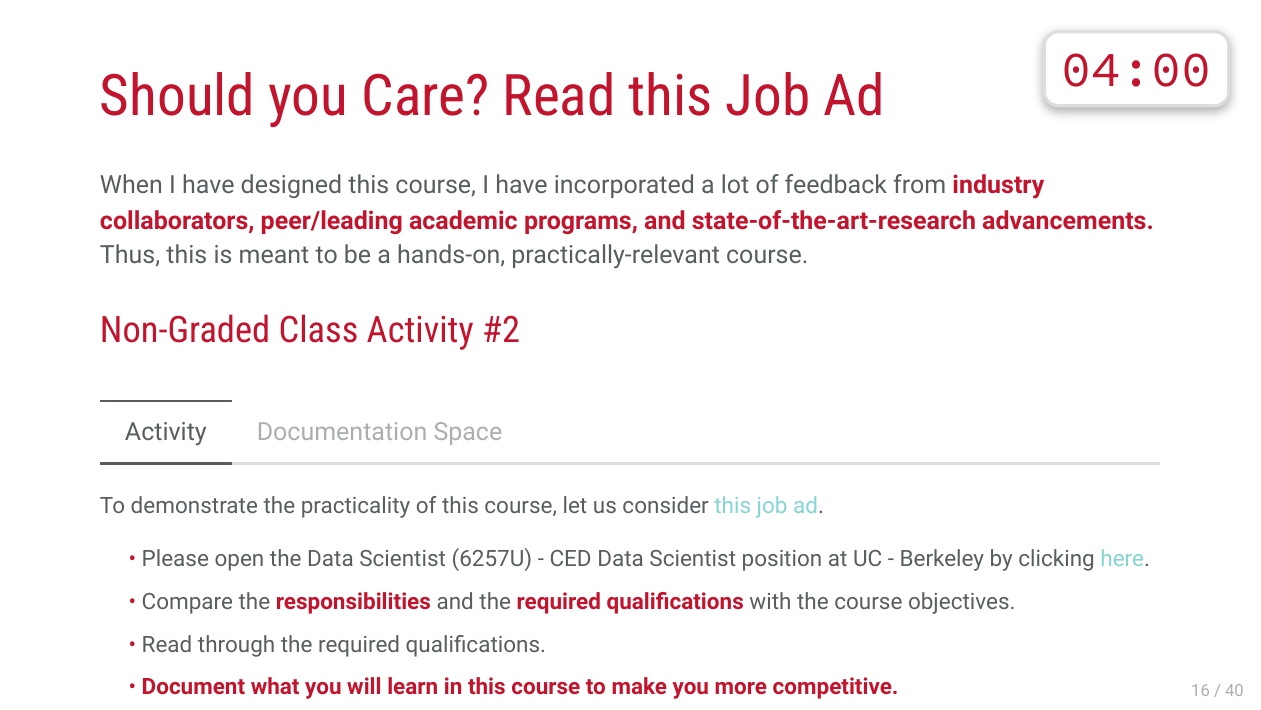 Should you Care? Read this Job Ad
04:00
When I have designed this course, I have incorporated a lot of feedback from industry
collaborators, peer/leading academic programs, and state-of-the-art-research advancements.
Thus, this is meant to be a hands-on, practically-relevant course.
Non-Graded Class Activity #2
Activity Documentation Space
To demonstrate the practicality of this course, let us consider this job ad.
• Please open the Data Scientist (6257U) - CED Data Scientist position at UC - Berkeley by clicking here.
• Compare the responsibilities and the required qualifications with the course objectives.
• Read through the required qualifications.
• Document what you will learn in this course to make you more competitive.
16 / 40